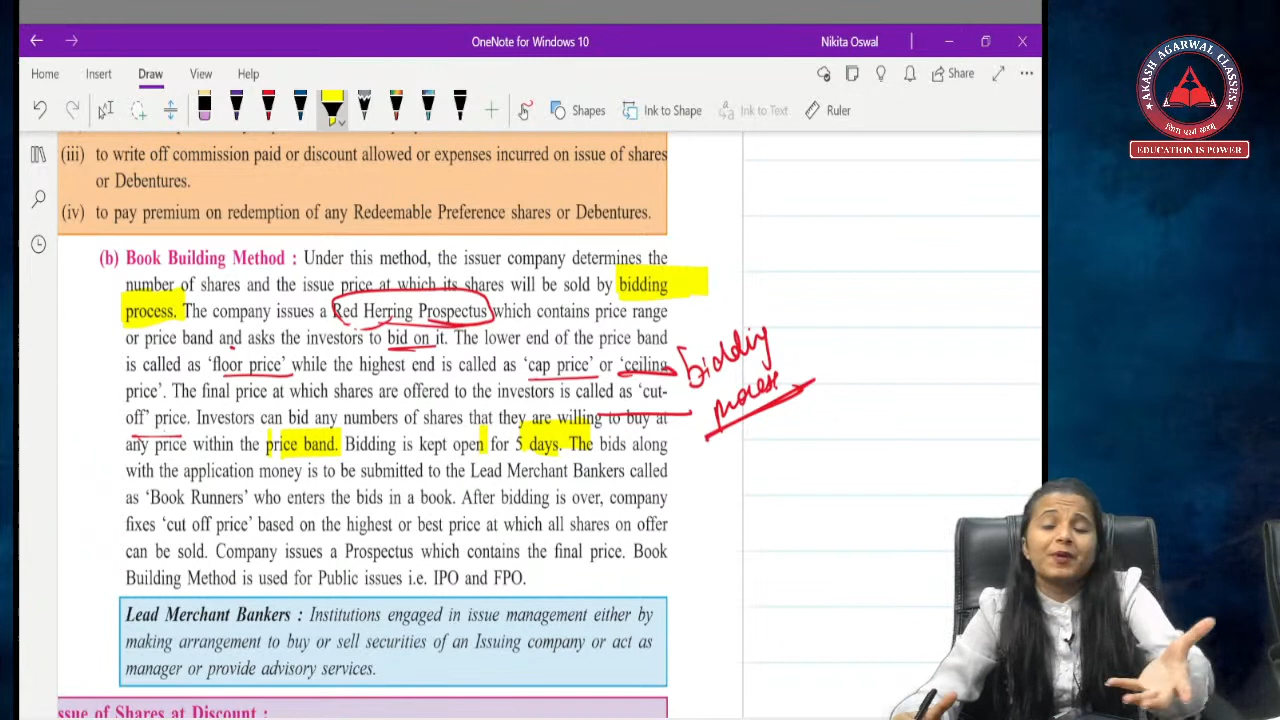 OneNote for Windows 10
Nikita Oswal
Home Insert Draw View Help
Share
Shapes Ink to Shape Ink to Text Ruler
(iii) to write off commission paid or discount allowed or expenses incurred on issue of shares
or Debentures.
(iv) to pay premium on redemption of any Redeemable Preference shares or Debentures.
(b) Book Building Method : Under this method, the issuer company determines the
number of shares and the issue price at which its shares will be sold by bidding
process. The company issues a Red Herring Prospectus which contains price range
or price band and asks the investors to bid on it. The lower end of the price band
is called as ‘floor price’ while the highest end is called as ‘cap price’ or ‘ceiling
price’. The final price at which shares are offered to the investors is called as ‘cut-
off’ price. Investors can bid any numbers of shares that they are willing to buy at
any price within the price band. Bidding is kept open for 5 days. The bids along
with the application money is to be submitted to the Lead Merchant Bankers called
as ‘Book Runners’ who enters the bids in a book. After bidding is over, company
fixes ‘cut off price’ based on the highest or best price at which all shares on offer
can be sold. Company issues a Prospectus which contains the final price. Book
Building Method is used for Public issues i.e. IPO and FPO.
bidding
process
Lead Merchant Bankers : Institutions engaged in issue management either by
making arrangement to buy or sell securities of an Issuing company or act as
manager or provide advisory services.
ssue of Shares at Discount :
AKASH AGARWAL CLASSES
EDUCATION IS POWER